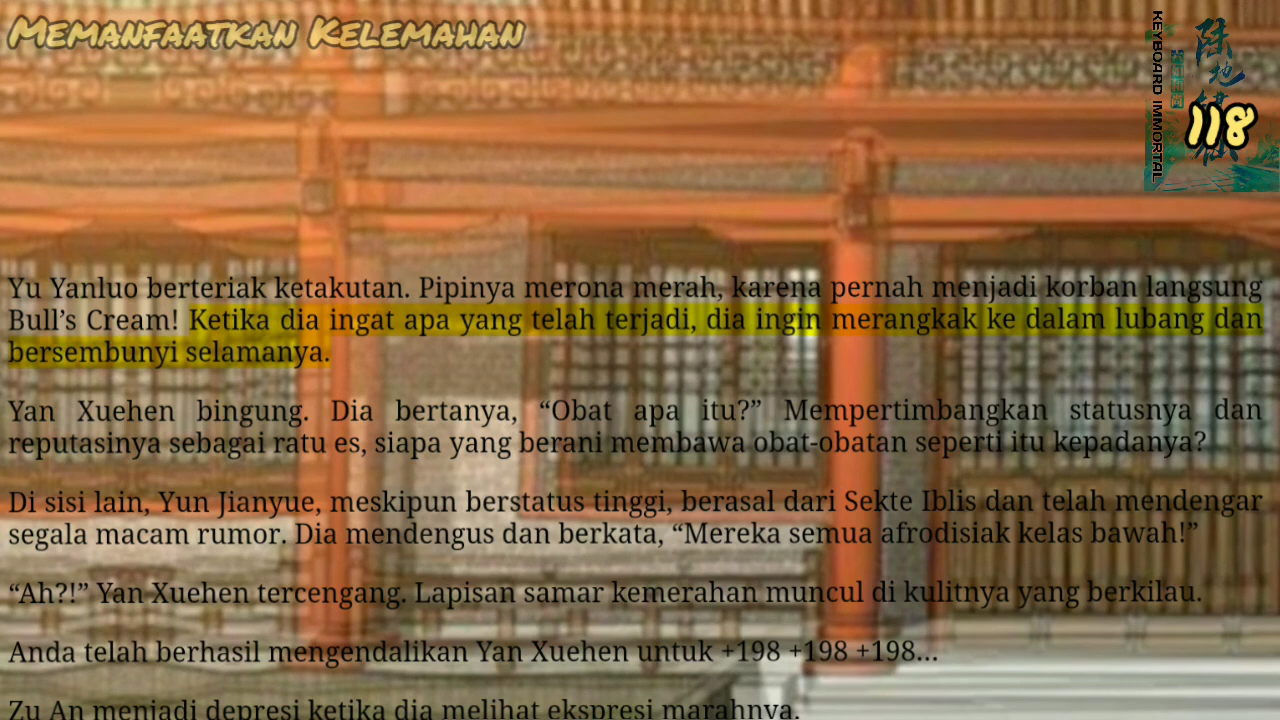 Memanfaatkan Kelemahan
KEYBOARD IMMORTAL
118
Yu Yanluo berteriak ketakutan. Pipinya merona merah, karena pernah menjadi korban langsung
Bull’s Cream! Ketika dia ingat apa yang telah terjadi, dia ingin merangkak ke dalam lubang dan
bersembunyi selamanya.
Yan Xuehen bingung. Dia bertanya, “Obat apa itu?” Mempertimbangkan statusnya dan
reputasinya sebagai ratu es, siapa yang berani membawa obat-obatan seperti itu kepadanya?
Di sisi lain, Yun Jianyue, meskipun berstatus tinggi, berasal dari Sekte Iblis dan telah mendengar
segala macam rumor. Dia mendengus dan berkata, “Mereka semua afrodisiak kelas bawah!”
“Ah?!” Yan Xuehen tercengang. Lapisan samar kemerahan muncul di kulitnya yang berkilau.
Anda telah berhasil mengendalikan Yan Xuehen untuk +198 +198 +198…
Zu An menjadi depresi ketika dia melihat ekspresi marahnya.